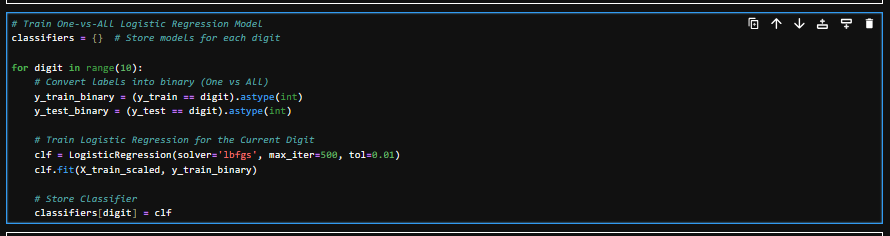 # Train One-vs-All Logistic Regression Model
classifiers = {}  # Store models for each digit

for digit in range(10):
    # Convert labels into binary (One vs All)
    y_train_binary = (y_train == digit).astype(int)
    y_test_binary = (y_test == digit).astype(int)

    # Train Logistic Regression for the Current Digit
    clf = LogisticRegression(solver='lbfgs', max_iter=500, tol=0.01)
    clf.fit(X_train_scaled, y_train_binary)

    # Store Classifier
    classifiers[digit] = clf